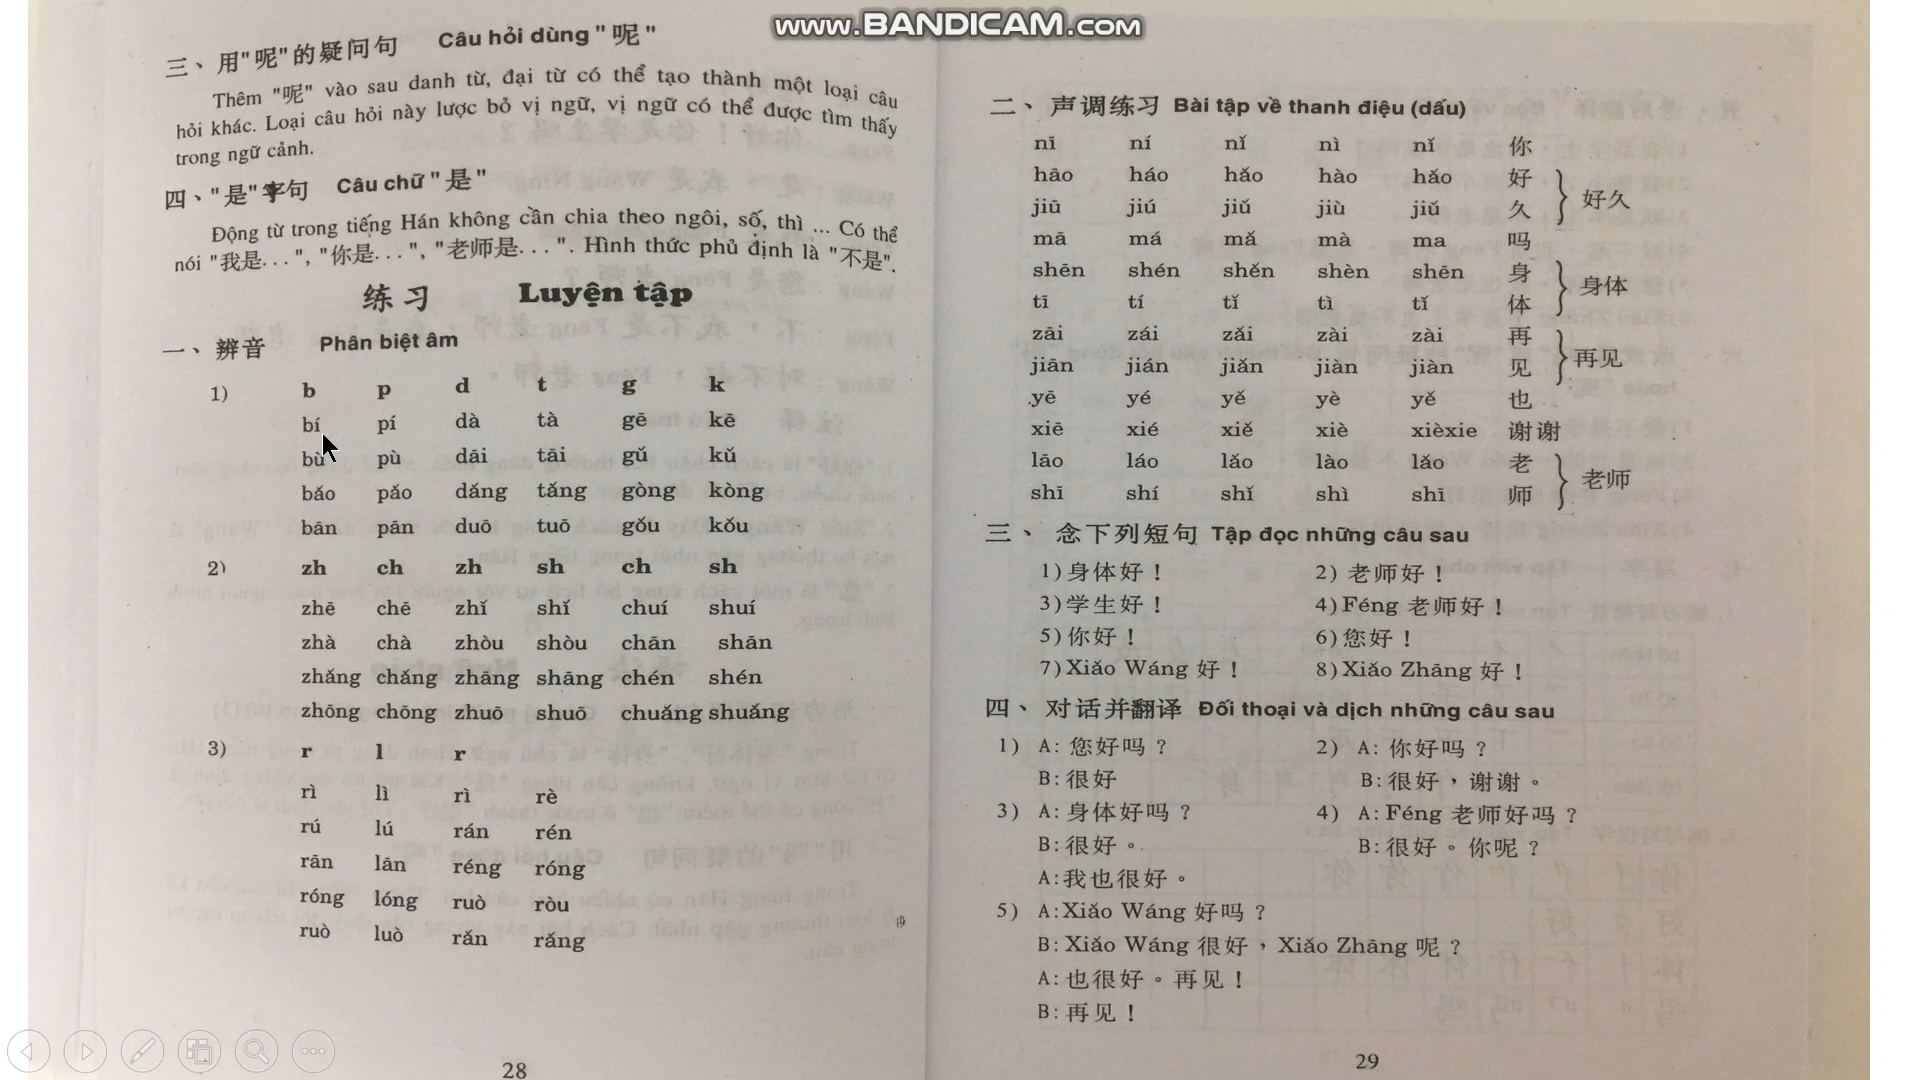 www.BANDICAM.com
三、用"呢"的疑问句 Câu hỏi dùng "呢"
Thêm "呢" vào sau danh từ, đại từ có thể tạo thành một loại câu
hỏi khác. Loại câu hỏi này lược bỏ vị ngữ, vị ngữ có thể được tìm thấy
trong ngữ cảnh.
四、"是"字句 Câu chữ "是"
Động từ trong tiếng Hán không cần chia theo ngôi, số, thì ... Có thể
nói "我是...", "你是...", "老师是...". Hình thức phủ định là "不是".
练习 Luyện tập
一、辨音 Phân biệt âm
1) b p d t g k
bí pí dà tà gē kē
bù pù dāi tāi gǔ kǔ
bǎo pǎo dǎng tǎng gòng kòng
bān pān duō tuō gǒu kǒu
2) zh ch zh sh ch sh
zhē chē zhǐ shǐ chuí shuí
zhà chà zhòu shòu chān shān
zhǎng chǎng zhāng shāng chén shén
zhōng chōng zhuō shuō chuǎng shuǎng
3) r l r
rì lì rì rè
rú lú rán rén
rān lān réng róng
róng lóng ruò ròu
ruò luò rǎn rǎng
28
二、声调练习 Bài tập về thanh điệu (dấu)
nī ní nǐ nì nǐ 你
hāo háo hǎo hào hǎo 好
jiū jiú jiǔ jiù jiǔ 久 } 好久
mā má mǎ mà ma 吗
shēn shén shěn shèn shēn 身
tī tí tǐ tì tǐ 体 } 身体
zāi zái zǎi zài zài 再
jiān jián jiǎn jiàn jiàn 见 } 再见
yē yé yě yè yě 也
xiē xié xiě xiè xièxie 谢谢
lāo láo lǎo lào lǎo 老
shī shí shǐ shì shī 师 } 老师
三、念下列短句 Tập đọc những câu sau
1) 身体好！ 2) 老师好！
3) 学生好！ 4) Féng 老师好！
5) 你好！ 6) 您好！
7) Xiǎo Wáng 好！ 8) Xiǎo Zhāng 好！
四、对话并翻译 Đối thoại và dịch những câu sau
1) A: 您好吗？ 2) A: 你好吗？
B: 很好 B: 很好，谢谢。
3) A: 身体好吗？ 4) A: Féng 老师好吗？
B: 很好。 B: 很好。你呢？
A: 我也很好。
5) A: Xiǎo Wáng 好吗？
B: Xiǎo Wáng 很好，Xiǎo Zhāng 呢？
A: 也很好。再见！
B: 再见！
29